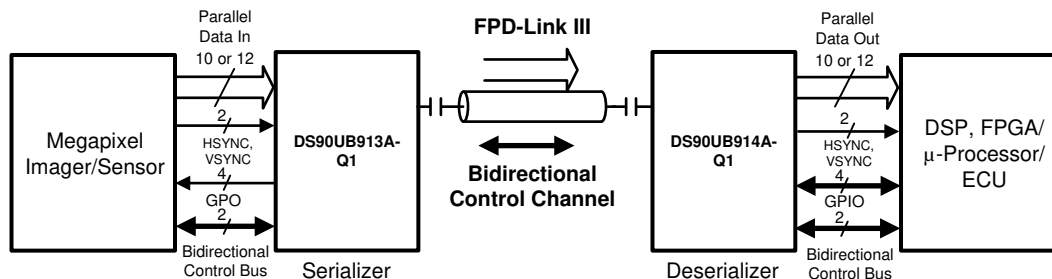 Parallel
Data In
10 or 12
2
HSYNC,
VSYNC
4
GPO
2
Bidirectional
Control Bus
Megapixel
Imager/Sensor
DS90UB913A-
Q1
Serializer
FPD-Link III
Bidirectional
Control Channel
DS90UB914A-
Q1
Deserializer
Parallel
Data Out
10 or 12
2
HSYNC,
VSYNC
4
GPIO
2
Bidirectional
Control Bus
DSP, FPGA/
μ-Processor/
ECU